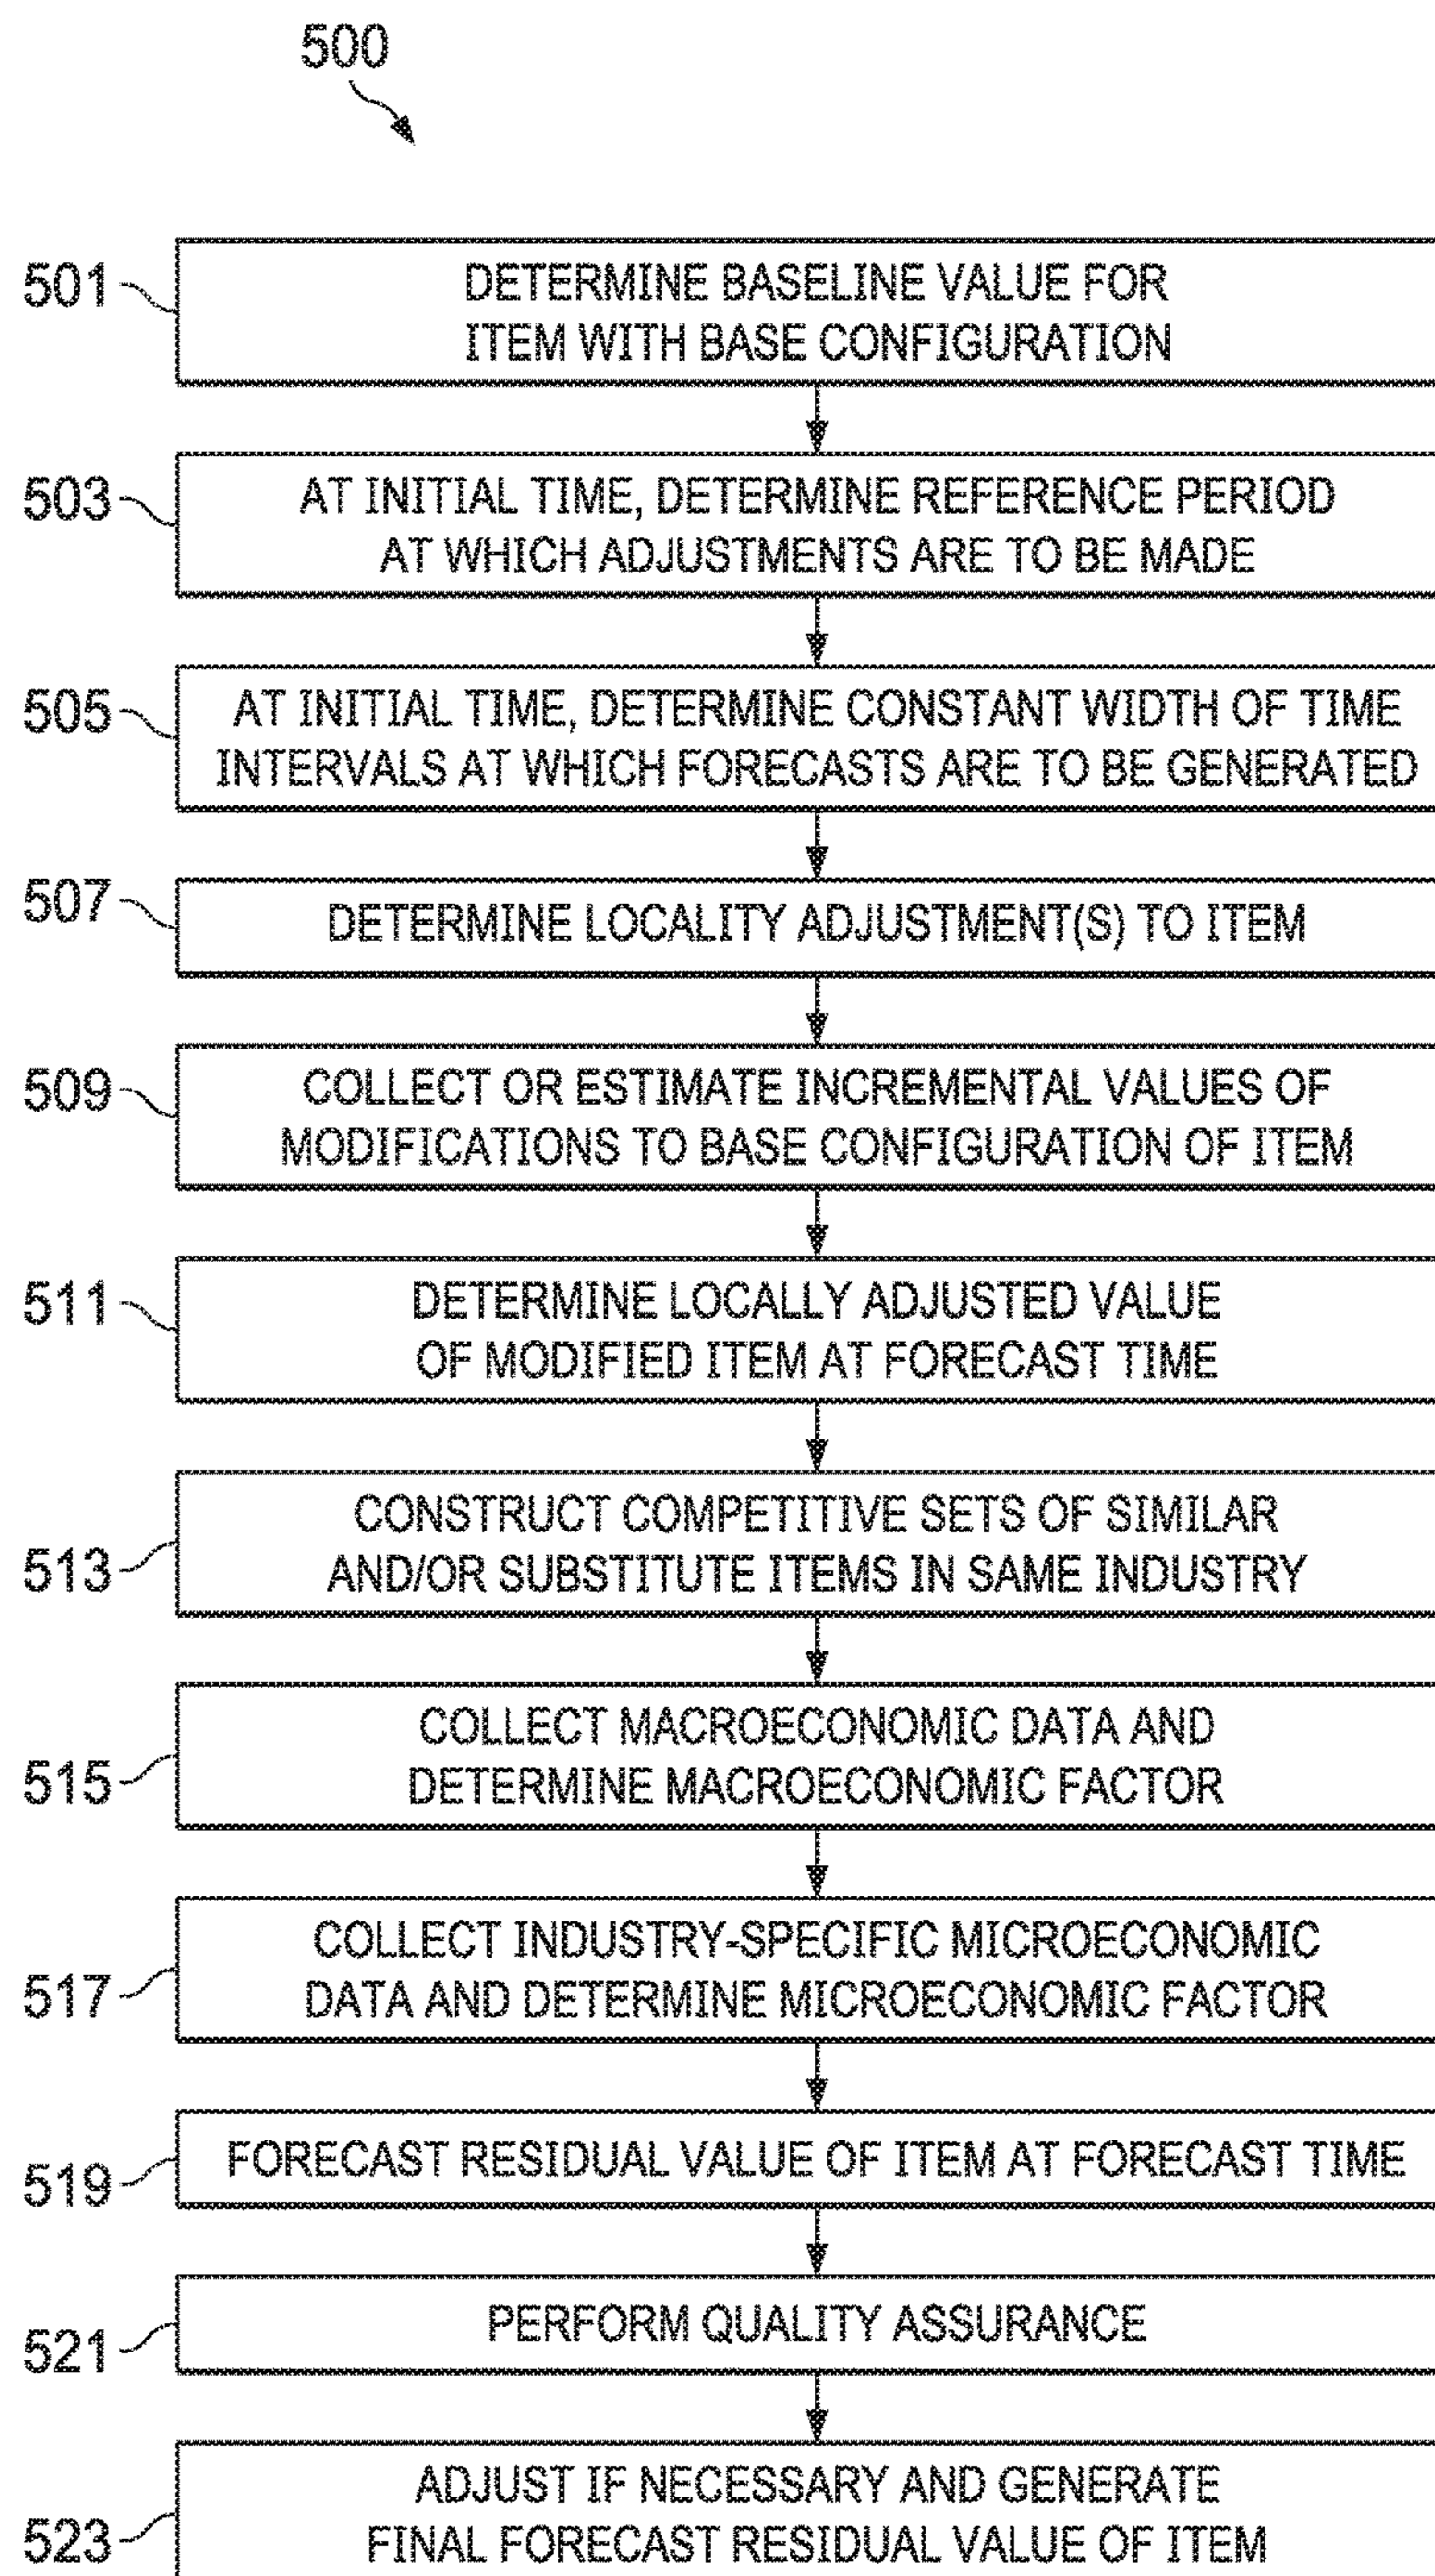 500
501
DETERMINE BASELINE VALUE FOR
ITEM WITH BASE CONFIGURATION
503
AT INITIAL TIME, DETERMINE REFERENCE PERIOD
AT WHICH ADJUSTMENTS ARE TO BE MADE
505
AT INITIAL TIME, DETERMINE CONSTANT WIDTH OF TIME
INTERVALS AT WHICH FORECASTS ARE TO BE GENERATED
507
DETERMINE LOCALITY ADJUSTMENT(S) TO ITEM
509
COLLECT OR ESTIMATE INCREMENTAL VALUES OF
MODIFICATIONS TO BASE CONFIGURATION OF ITEM
511
DETERMINE LOCALLY ADJUSTED VALUE
OF MODIFIED ITEM AT FORECAST TIME
513
CONSTRUCT COMPETITIVE SETS OF SIMILAR
AND/OR SUBSTITUTE ITEMS IN SAME INDUSTRY
515
COLLECT MACROECONOMIC DATA AND
DETERMINE MACROECONOMIC FACTOR
517
COLLECT INDUSTRY-SPECIFIC MICROECONOMIC
DATA AND DETERMINE MICROECONOMIC FACTOR
519
FORECAST RESIDUAL VALUE OF ITEM AT FORECAST TIME
521
PERFORM QUALITY ASSURANCE
523
ADJUST IF NECESSARY AND GENERATE
FINAL FORECAST RESIDUAL VALUE OF ITEM